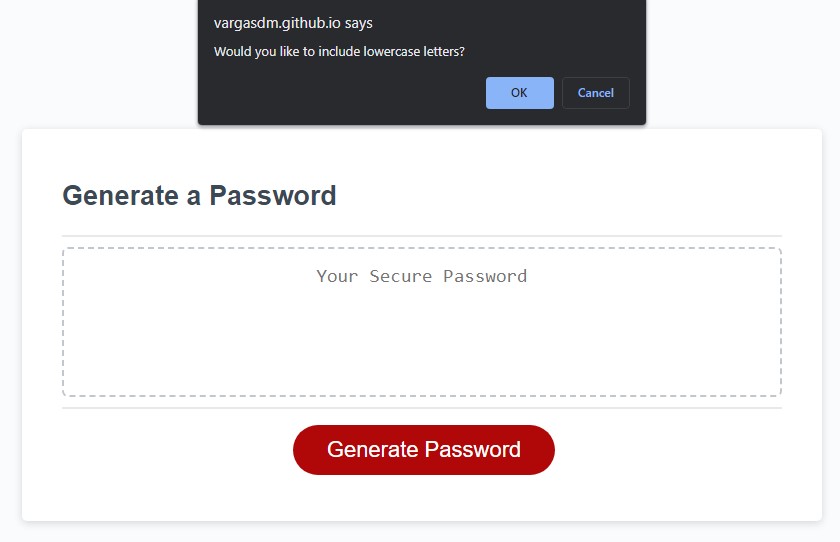 vargasdm.github.io says
Would you like to include lowercase letters?
OK Cancel
Generate a Password
Your Secure Password
Generate Password